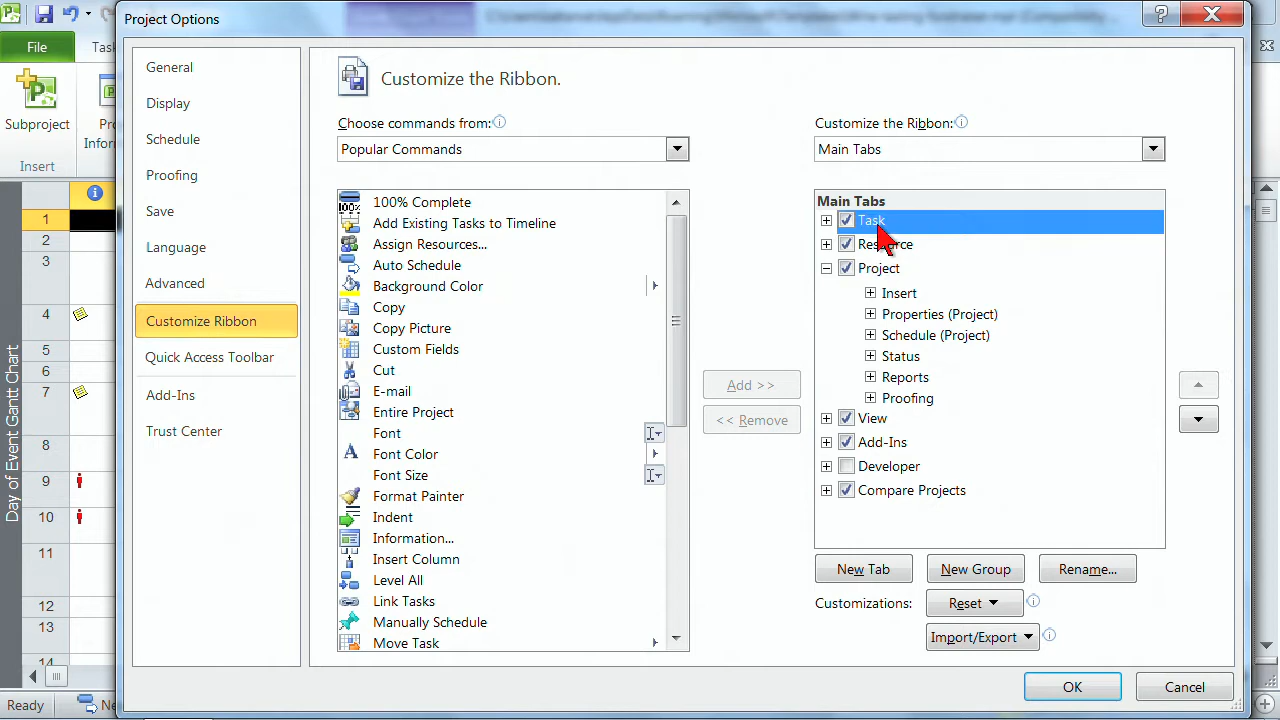 Project Options
File
Tas
Subproject
Pro
Infor
Insert
General
Display
Schedule
Proofing
Save
Language
Advanced
Customize Ribbon
Quick Access Toolbar
Add-Ins
Trust Center
Customize the Ribbon.
Choose commands from:
Popular Commands
100% Complete
Add Existing Tasks to Timeline
Assign Resources...
Auto Schedule
Background Color
Copy
Copy Picture
Custom Fields
Cut
E-mail
Entire Project
Font
Font Color
Font Size
Format Painter
Indent
Information...
Insert Column
Level All
Link Tasks
Manually Schedule
Move Task
Add >>
<< Remove
Customize the Ribbon:
Main Tabs
Main Tabs
Task
Resource
Project
Insert
Properties (Project)
Schedule (Project)
Status
Reports
Proofing
View
Add-Ins
Developer
Compare Projects
New Tab
New Group
Rename...
Customizations:
Reset
Import/Export
OK
Cancel
Day of Event Gantt Chart
1
2
3
4
5
6
7
8
9
10
11
12
13
14
Ready
Ne